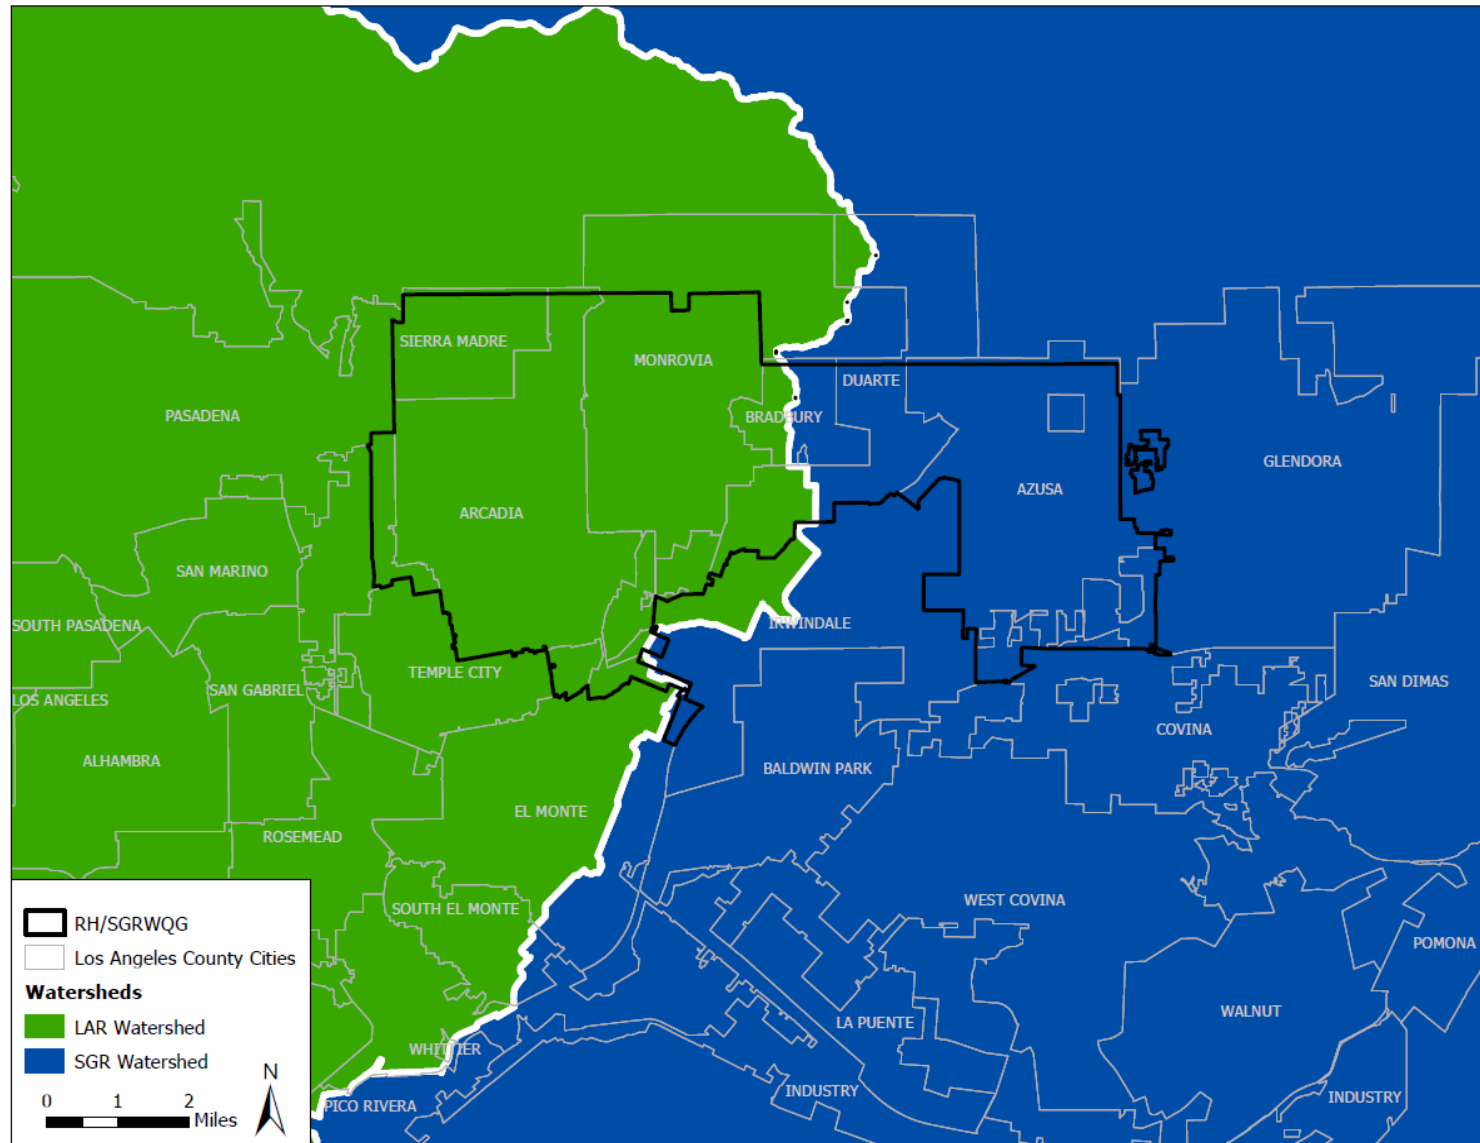 SIERRA MADRE
MONROVIA
DUARTE
PASADENA
BRADBURY
GLENDORA
AZUSA
ARCADIA
SAN MARINO
SOUTH PASADENA
IRWINDALE
TEMPLE CITY
SAN DIMAS
SAN GABRIEL
LOS ANGELES
COVINA
ALHAMBRA
BALDWIN PARK
EL MONTE
ROSEMEAD
WEST COVINA
SOUTH EL MONTE
POMONA
WALNUT
LA PUENTE
WHITTIER
INDUSTRY
INDUSTRY
PICO RIVERA
RH/SGRWQG
Los Angeles County Cities
Watersheds
LAR Watershed
SGR Watershed
N
0 1 2
Miles